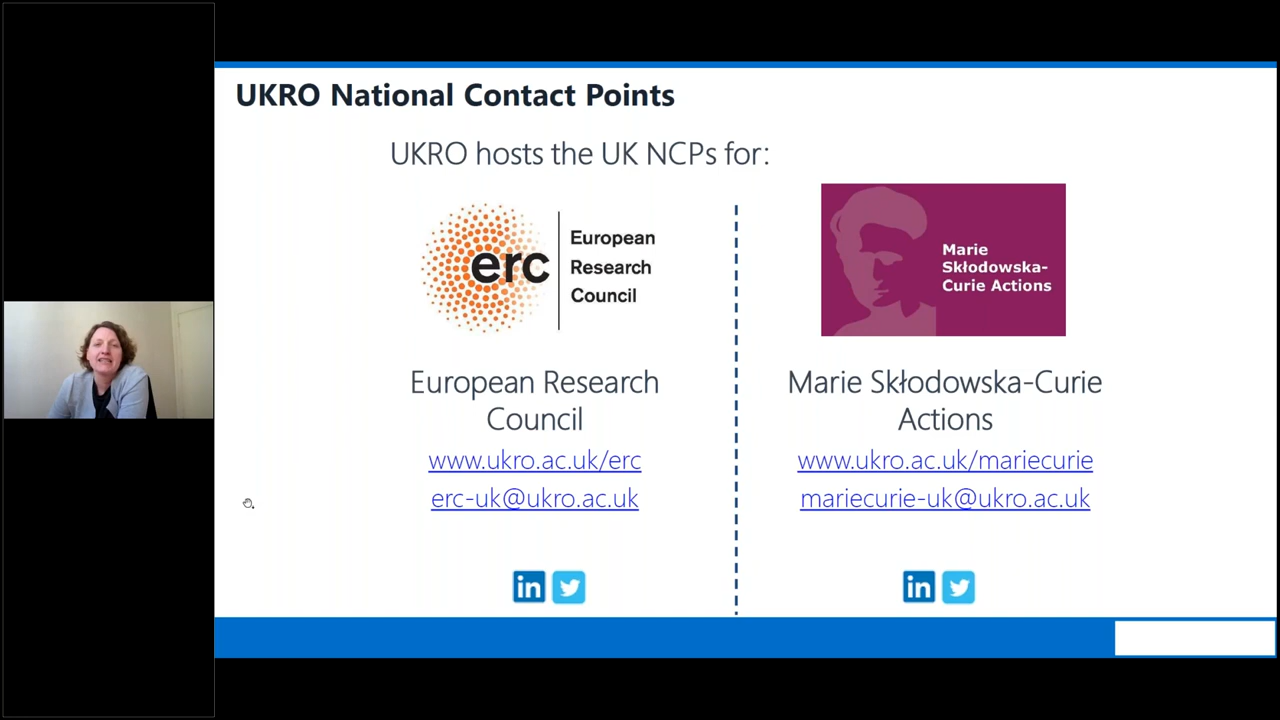 UKRO National Contact Points
UKRO hosts the UK NCPs for:
erc
European
Research
Council
European Research
Council
www.ukro.ac.uk/erc
erc-uk@ukro.ac.uk
in
Marie
Skłodowska-
Curie Actions
Marie Skłodowska-Curie
Actions
www.ukro.ac.uk/mariecurie
mariecurie-uk@ukro.ac.uk
in